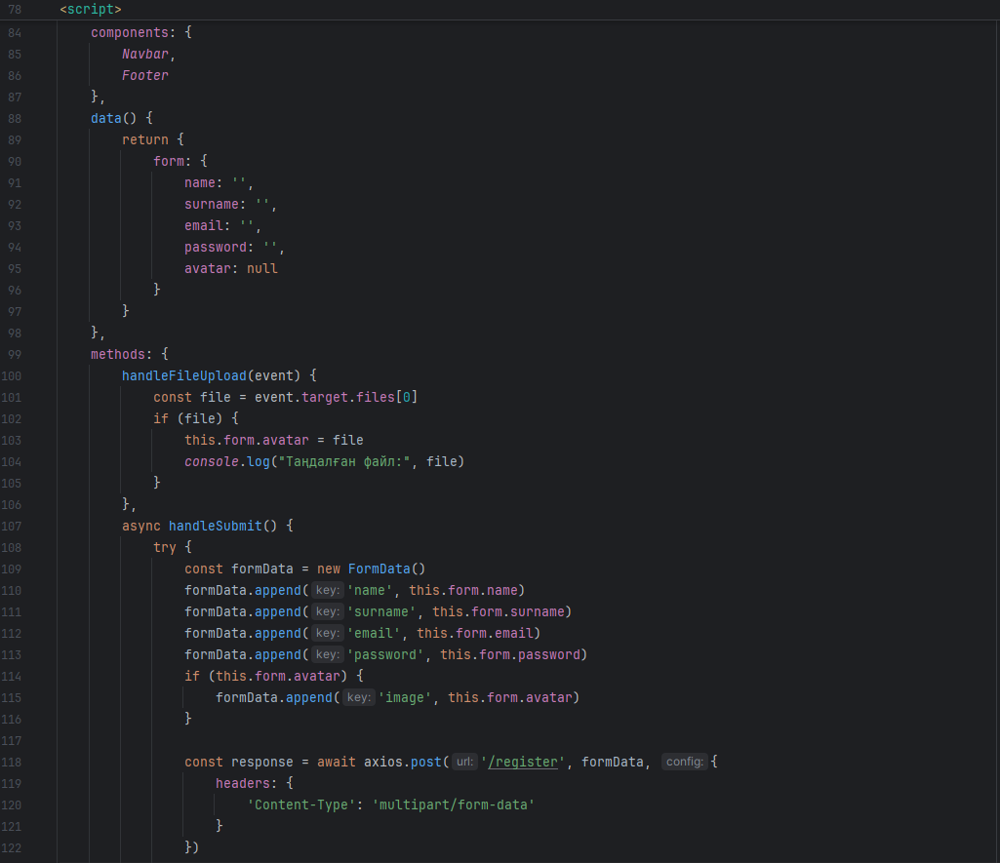 78 <script>
84 components: {
85 Navbar,
86 Footer
87 },
88 data() {
89 return {
90 form: {
91 name: '',
92 surname: '',
93 email: '',
94 password: '',
95 avatar: null
96 }
97 }
98 },
99 methods: {
100 handleFileUpload(event) {
101 const file = event.target.files[0]
102 if (file) {
103 this.form.avatar = file
104 console.log("Таңдалған файл:", file)
105 }
106 },
107 async handleSubmit() {
108 try {
109 const formData = new FormData()
110 formData.append( key: 'name', this.form.name)
111 formData.append( key: 'surname', this.form.surname)
112 formData.append( key: 'email', this.form.email)
113 formData.append( key: 'password', this.form.password)
114 if (this.form.avatar) {
115 formData.append( key: 'image', this.form.avatar)
116 }
117
118 const response = await axios.post( url: '/register', formData, config: {
119 headers: {
120 'Content-Type': 'multipart/form-data'
121 }
122 })